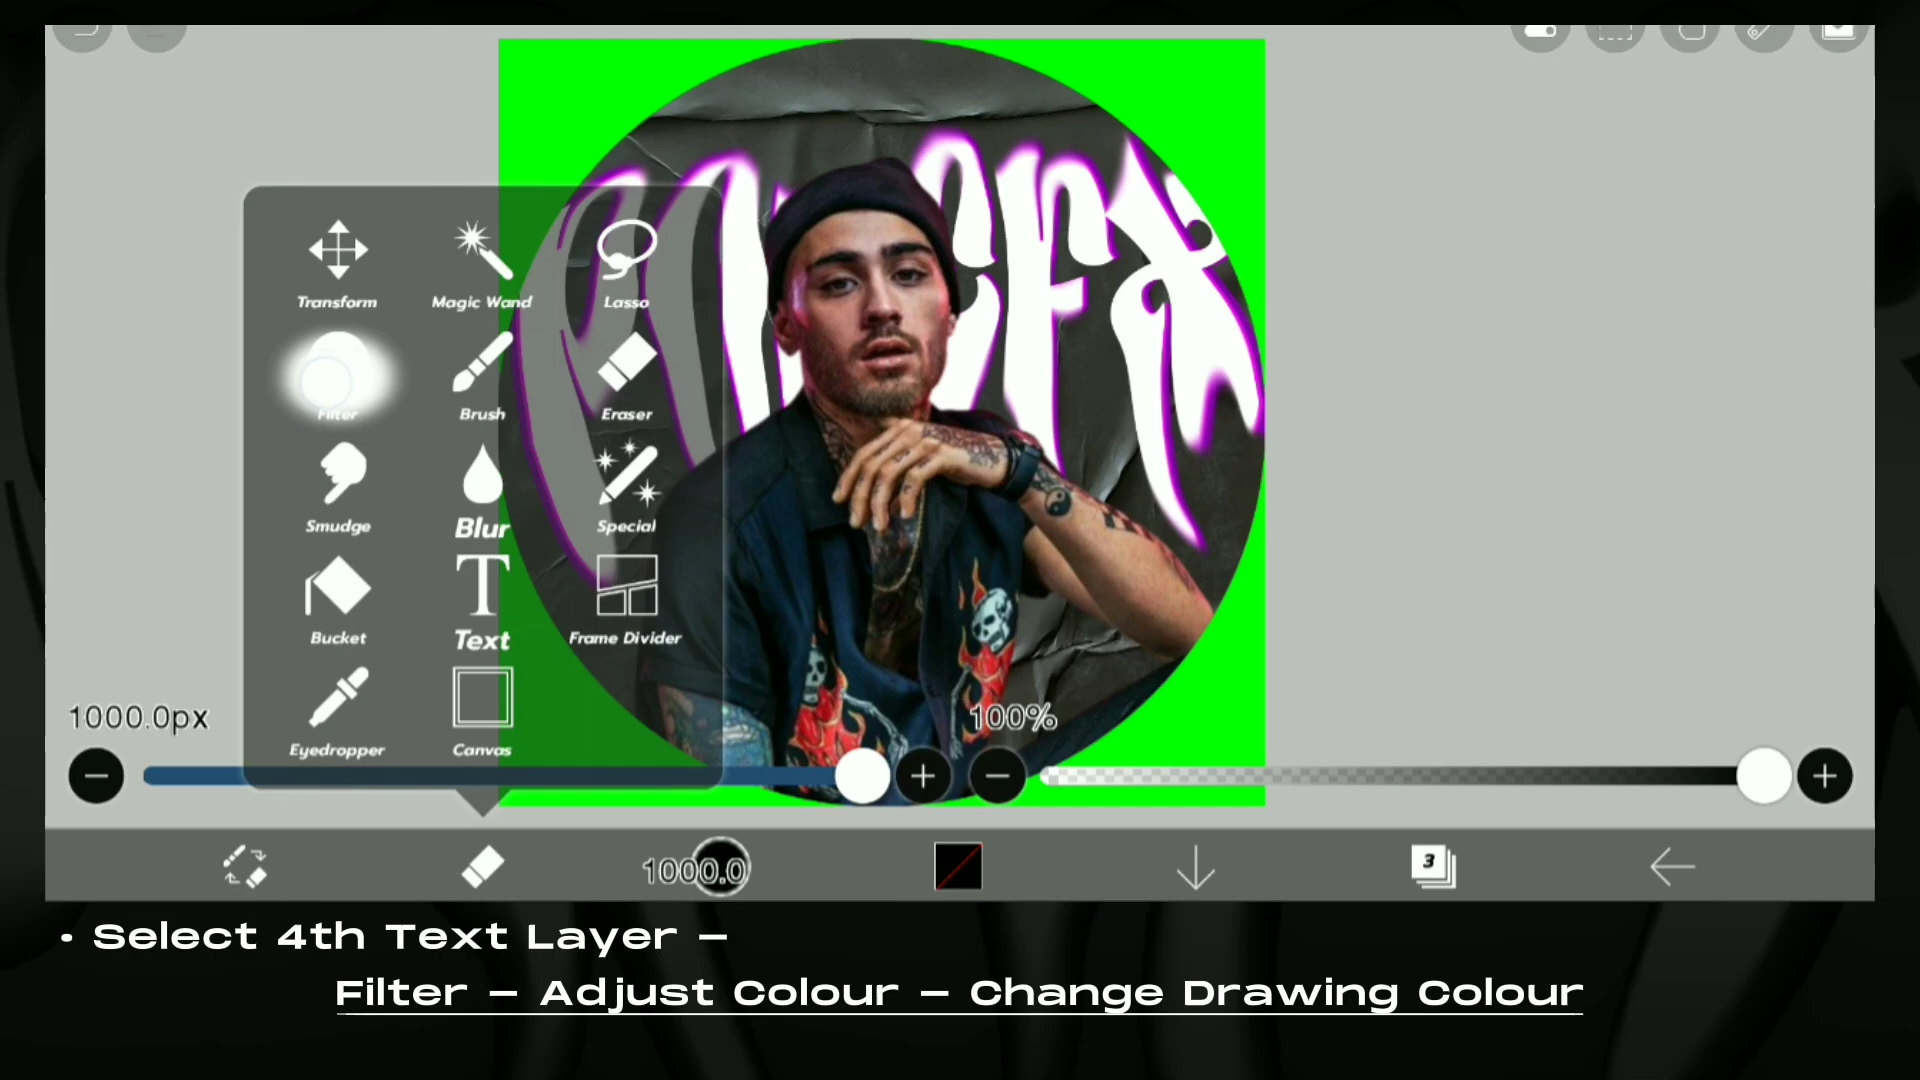 Transform Magic Wand Lasso
Filter Brush Eraser
Smudge Blur Special
Bucket Text Frame Divider
Eyedropper Canvas
1000.0px
100%
1000.0
3
• Select 4th Text Layer –
Filter – Adjust Colour – Change Drawing Colour